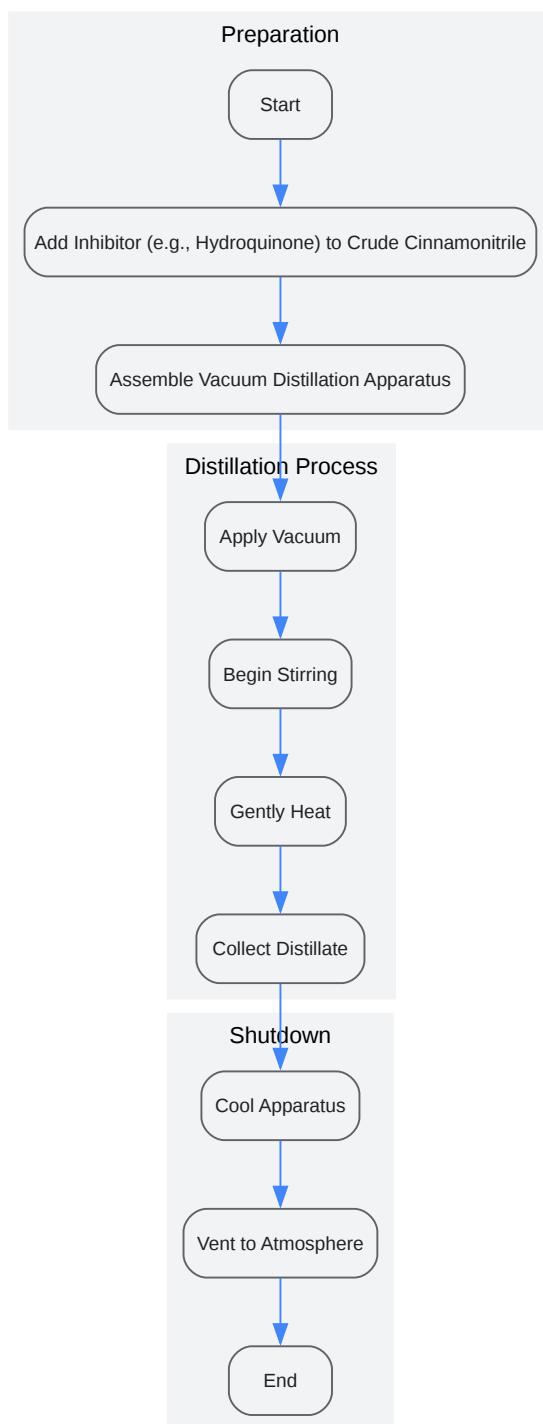 Preparation
Start
Add Inhibitor (e.g., Hydroquinone) to Crude Cinnamonitrile
Assemble Vacuum Distillation Apparatus
Distillation Process
Apply Vacuum
Begin Stirring
Gently Heat
Collect Distillate
Shutdown
Cool Apparatus
Vent to Atmosphere
End